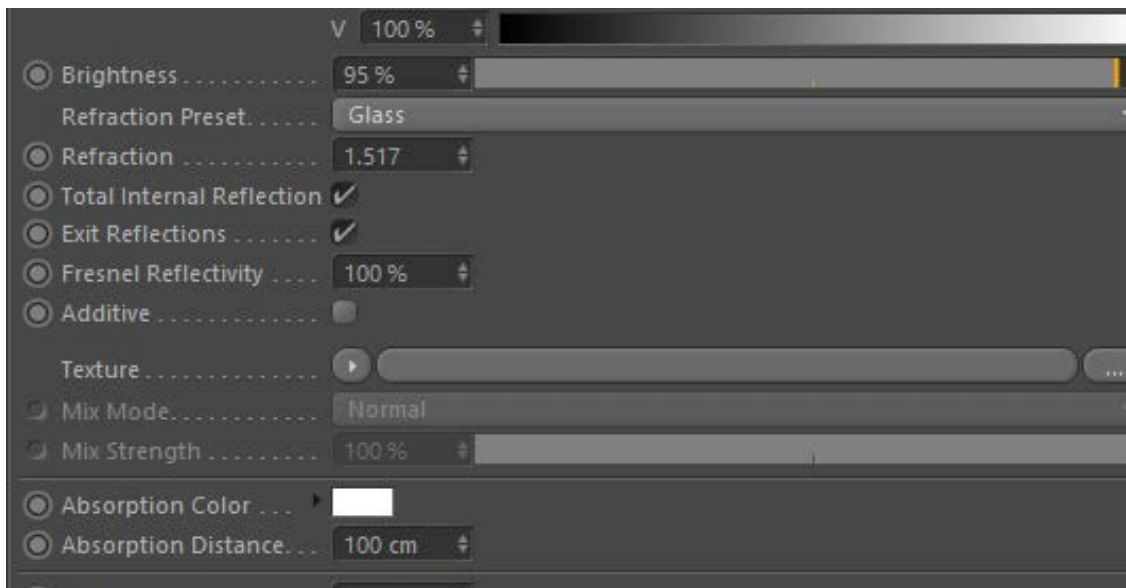 V 100 %
Brightness . . . . . . . . . . . 95 %
Refraction Preset. . . . . . Glass
Refraction . . . . . . . . . . . 1.517
Total Internal Reflection
Exit Reflections . . . . . . .
Fresnel Reflectivity . . . . 100 %
Additive . . . . . . . . . . . . .
Texture . . . . . . . . . . . . . . ...
Mix Mode. . . . . . . . . . . . Normal
Mix Strength . . . . . . . . . 100 %
Absorption Color . . .
Absorption Distance. . . 100 cm